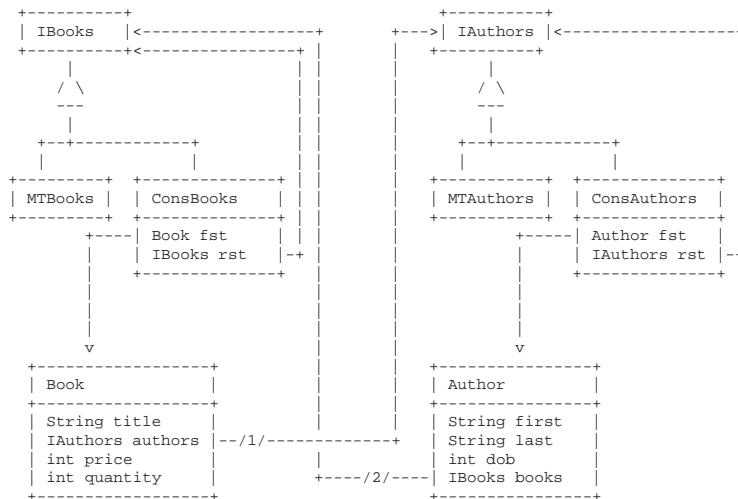 IBooks
IAuthors
MTBooks
ConsBooks
MTAuthors
ConsAuthors
Book fst
Author fst
IBooks rst
IAuthors rst
Book
Author
String title
String first
IAuthors authors
/1/
String last
int price
int dob
int quantity
/2/
IBooks books